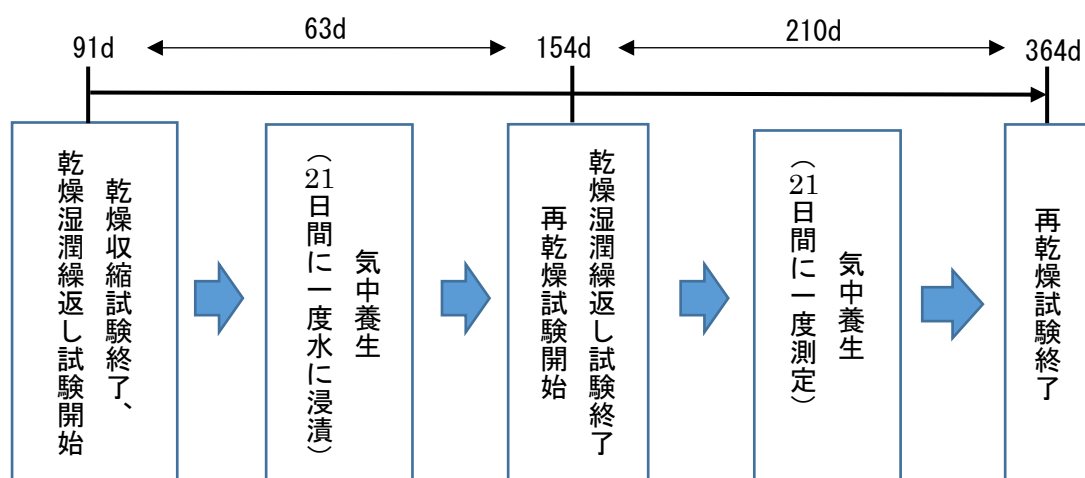 91d
63d
154d
210d
364d
乾燥収縮試験終了、
乾燥湿潤繰返し試験開始
気中養生
（21日間に一度水に浸漬）
乾燥湿潤繰返し試験終了
再乾燥試験開始
気中養生
（21日間に一度測定）
再乾燥試験終了